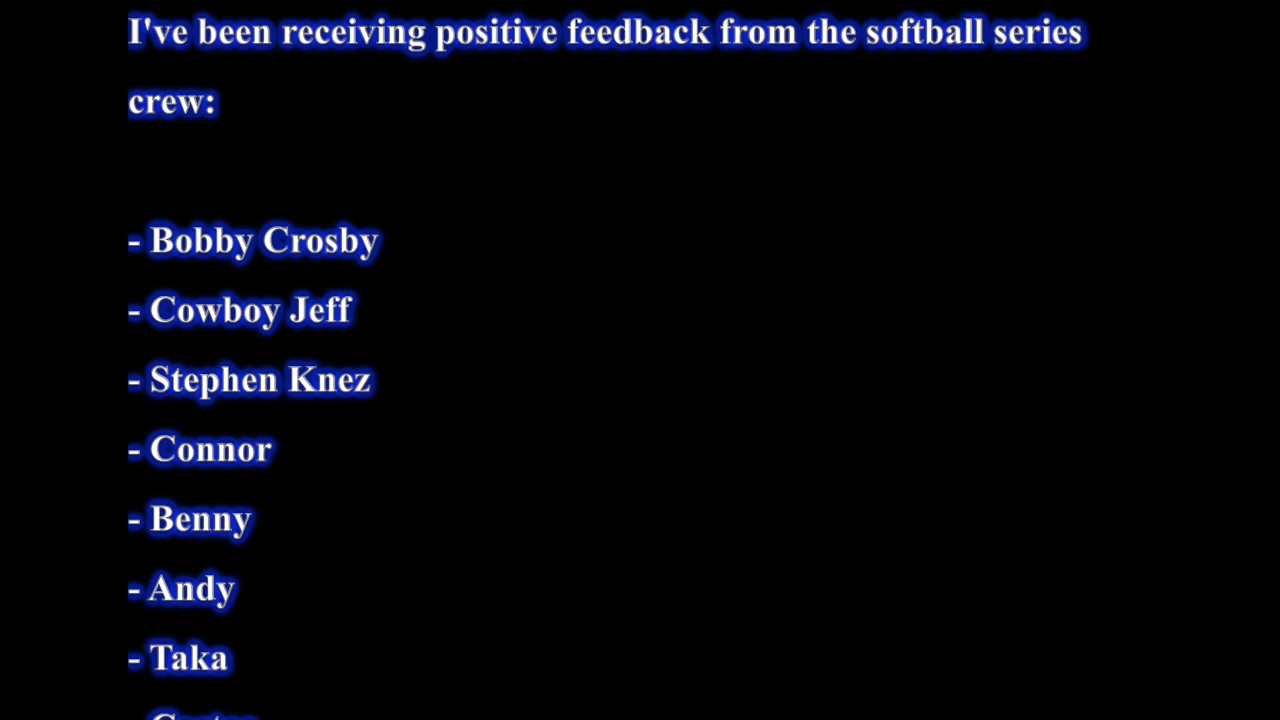 I've been receiving positive feedback from the softball series
crew:
- Bobby Crosby
- Cowboy Jeff
- Stephen Knez
- Connor
- Benny
- Andy
- Taka